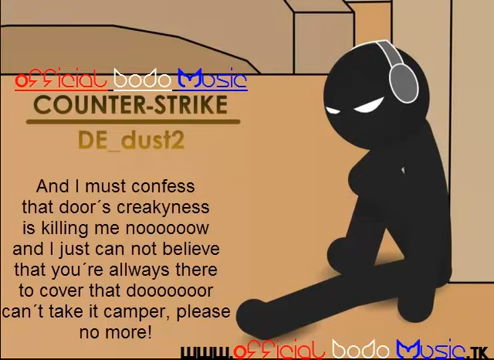 Official Bodo Music
COUNTER-STRIKE
DE_dust2
And I must confess
that door´s creakyness
is killing me nooooooow
and I just can not believe
that you´re allways there
to cover that dooooooor
can´t take it camper, please
no more!
www.Official Bodo Music.TK